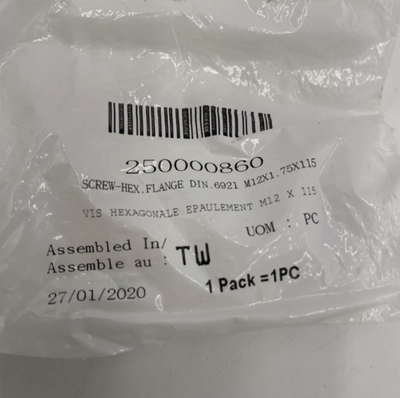 250000860
SCREW-HEX.FLANGE DIN.6921 M12X1.75X115
VIS HEXAGONALE EPAULEMENT M12 X 115
UOM : PC
Assembled In/
Assemble au : TW
27/01/2020
1 Pack =1PC